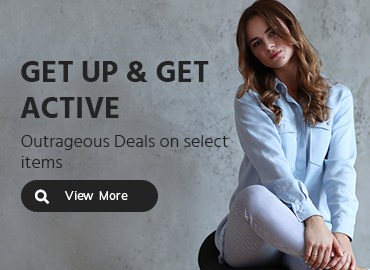 GET UP & GET
ACTIVE
Outrageous Deals on select
items
View More